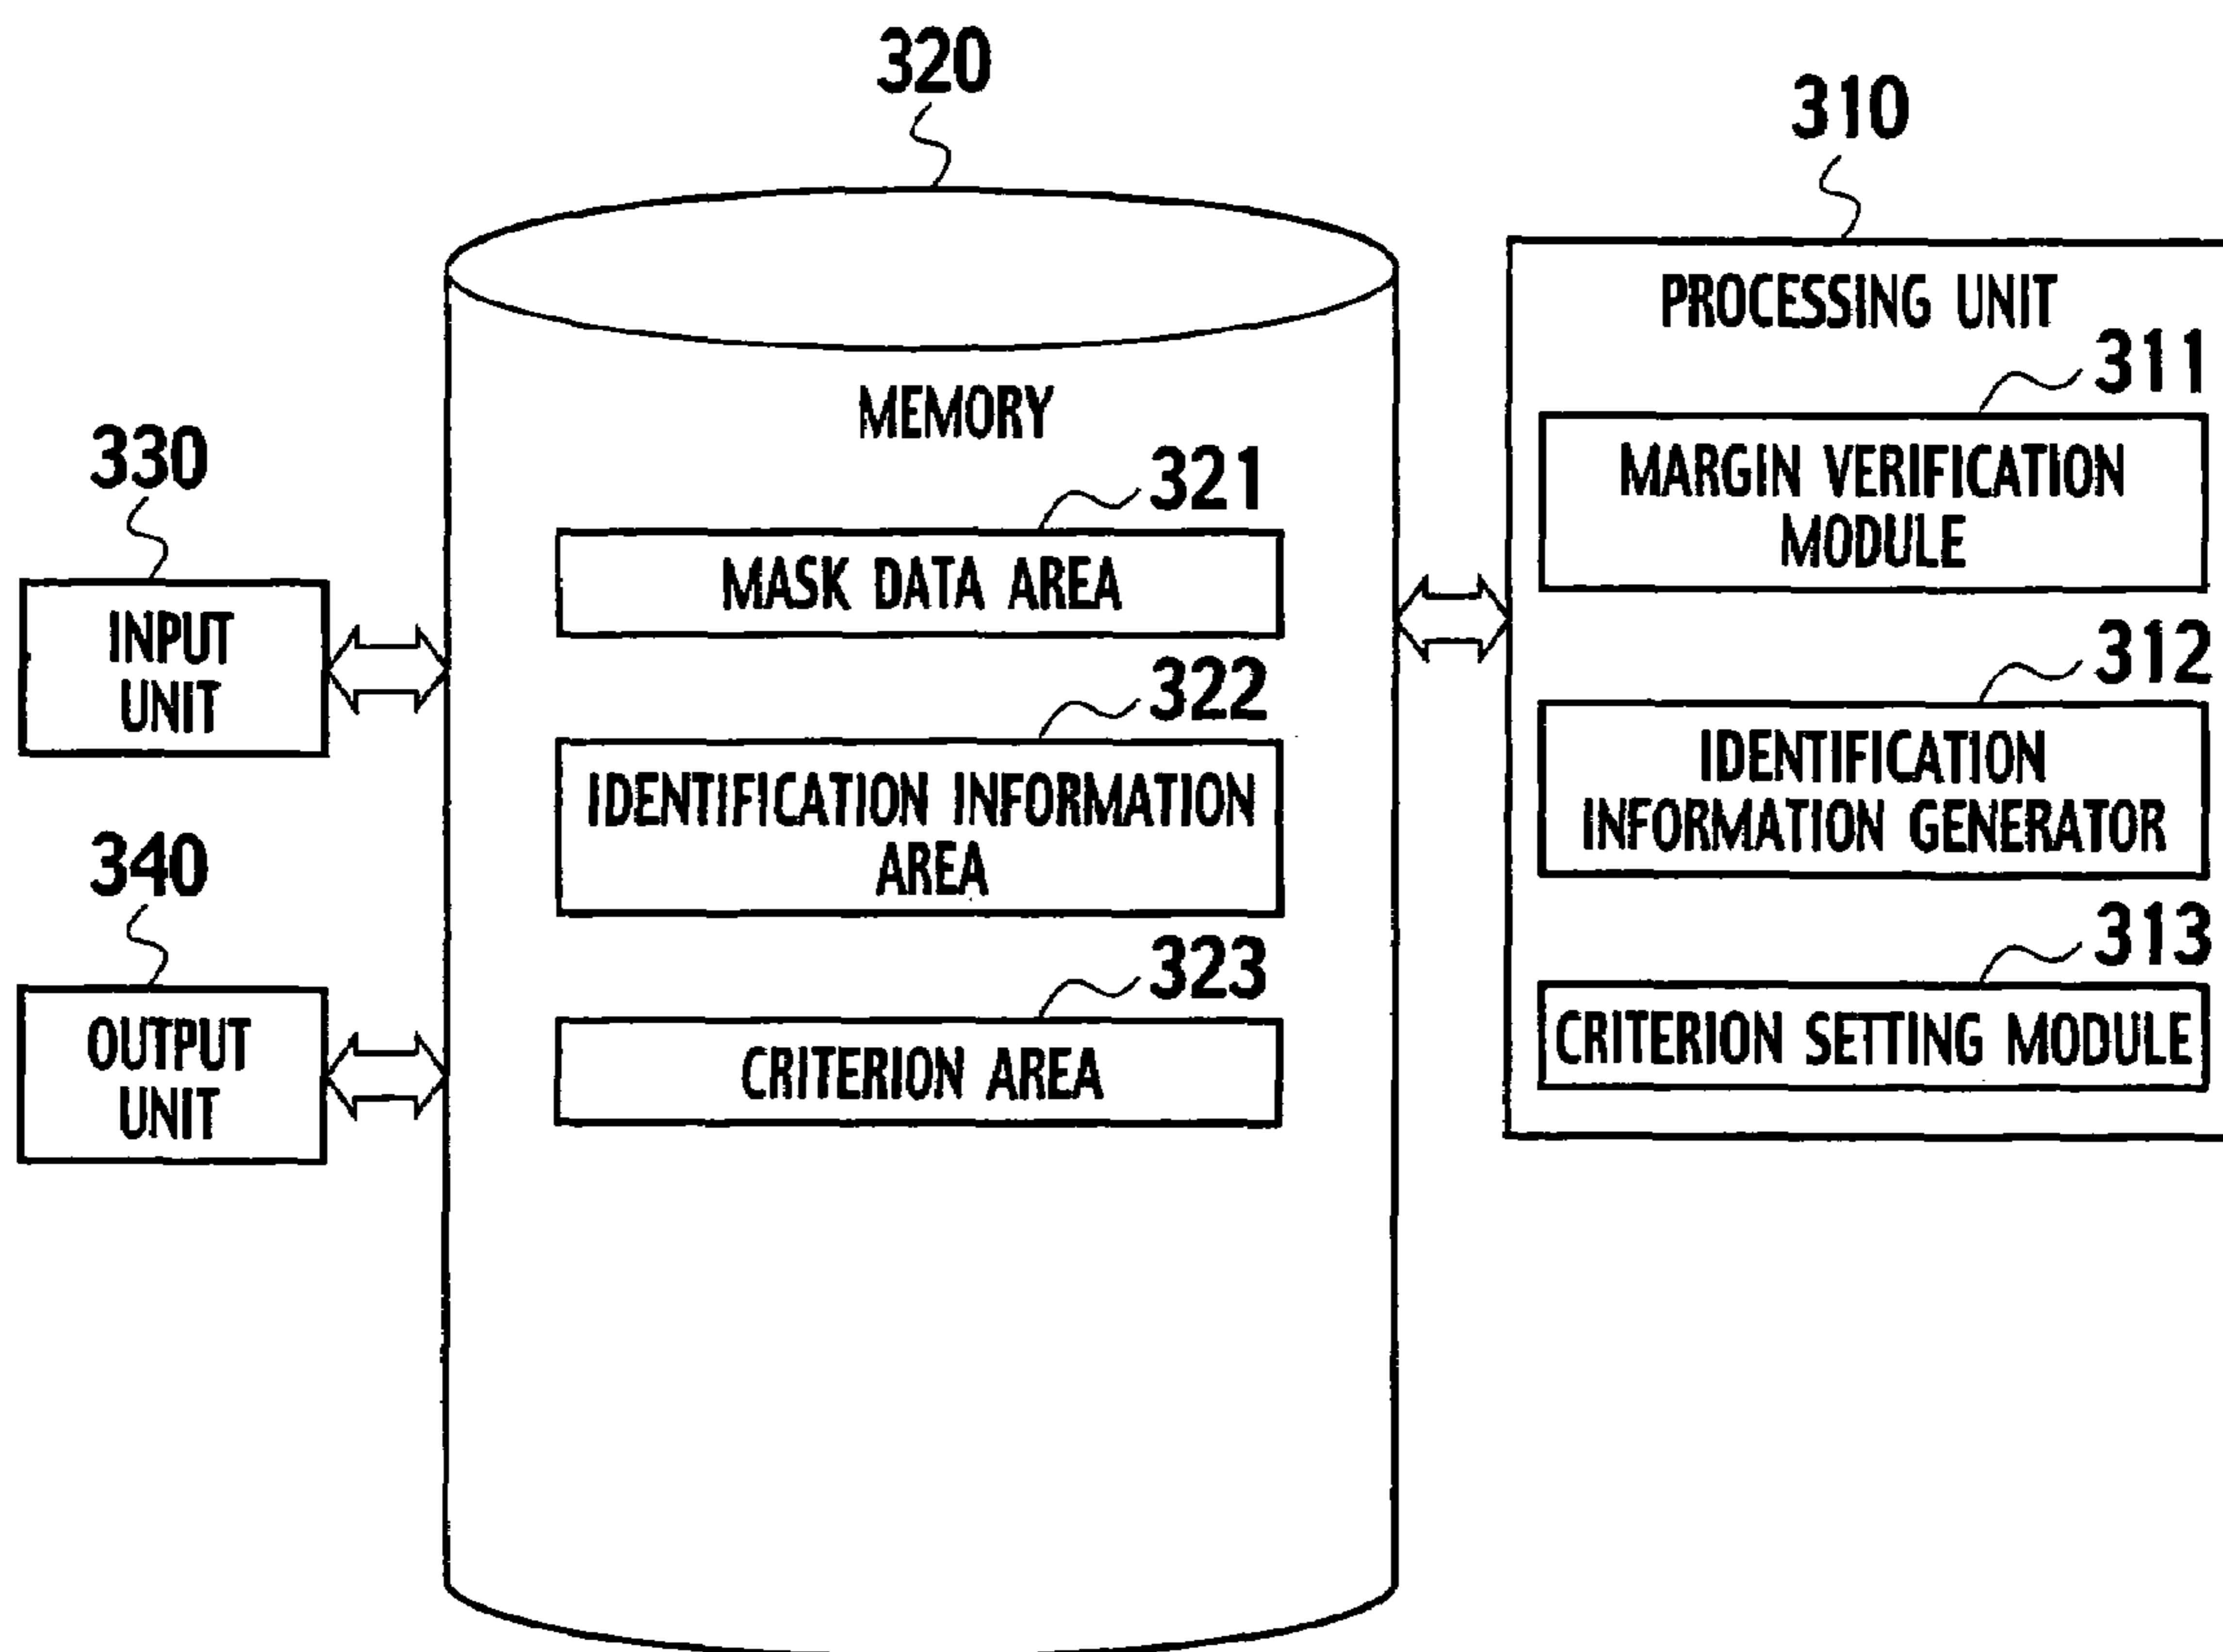 320
310
PROCESSING UNIT
311
MARGIN VERIFICATION
MODULE
312
IDENTIFICATION
INFORMATION GENERATOR
313
CRITERION SETTING MODULE
MEMORY
321
MASK DATA AREA
322
IDENTIFICATION INFORMATION
AREA
323
CRITERION AREA
330
INPUT
UNIT
340
OUTPUT
UNIT